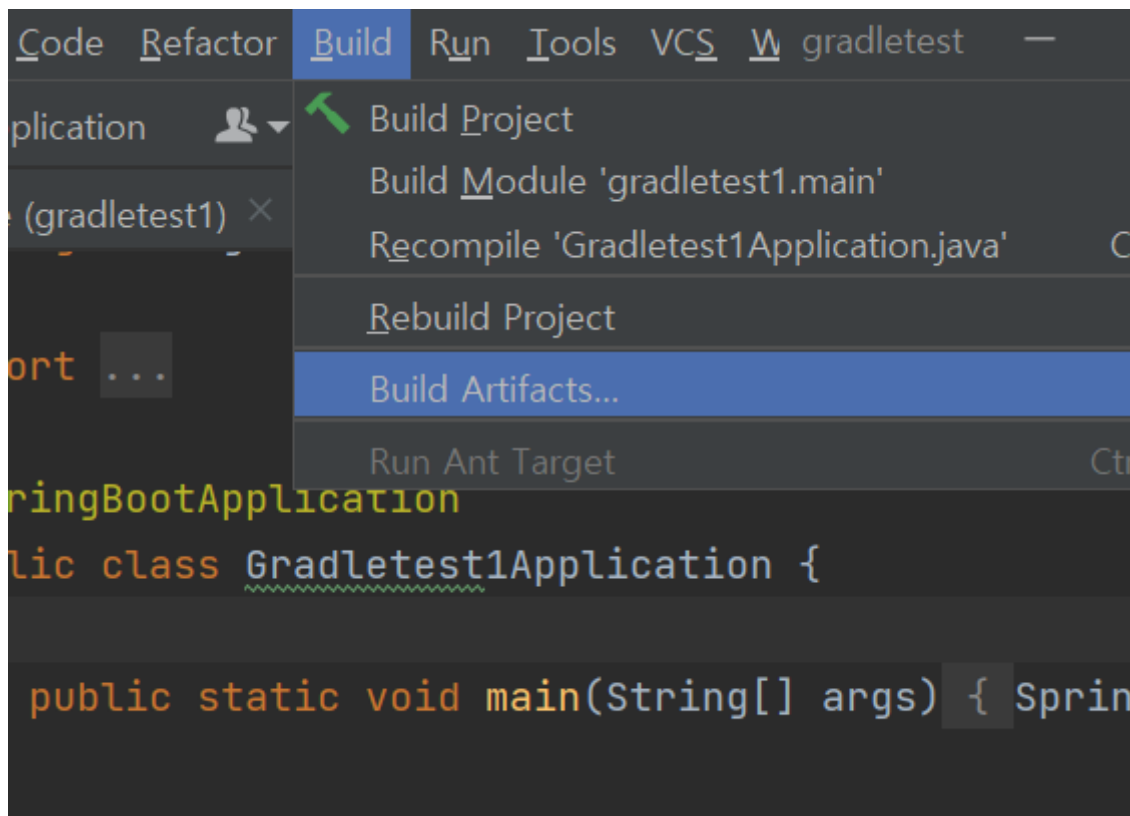 Code Refactor Build Run Tools VCS W gradletest
plication
Build Project
Build Module 'gradletest1.main'
(gradletest1)
Recompile 'Gradletest1Application.java' C
Rebuild Project
ort ...
Build Artifacts...
Run Ant Target Ctr
ringBootApplication
lic class Gradletest1Application {
public static void main(String[] args) { Sprin